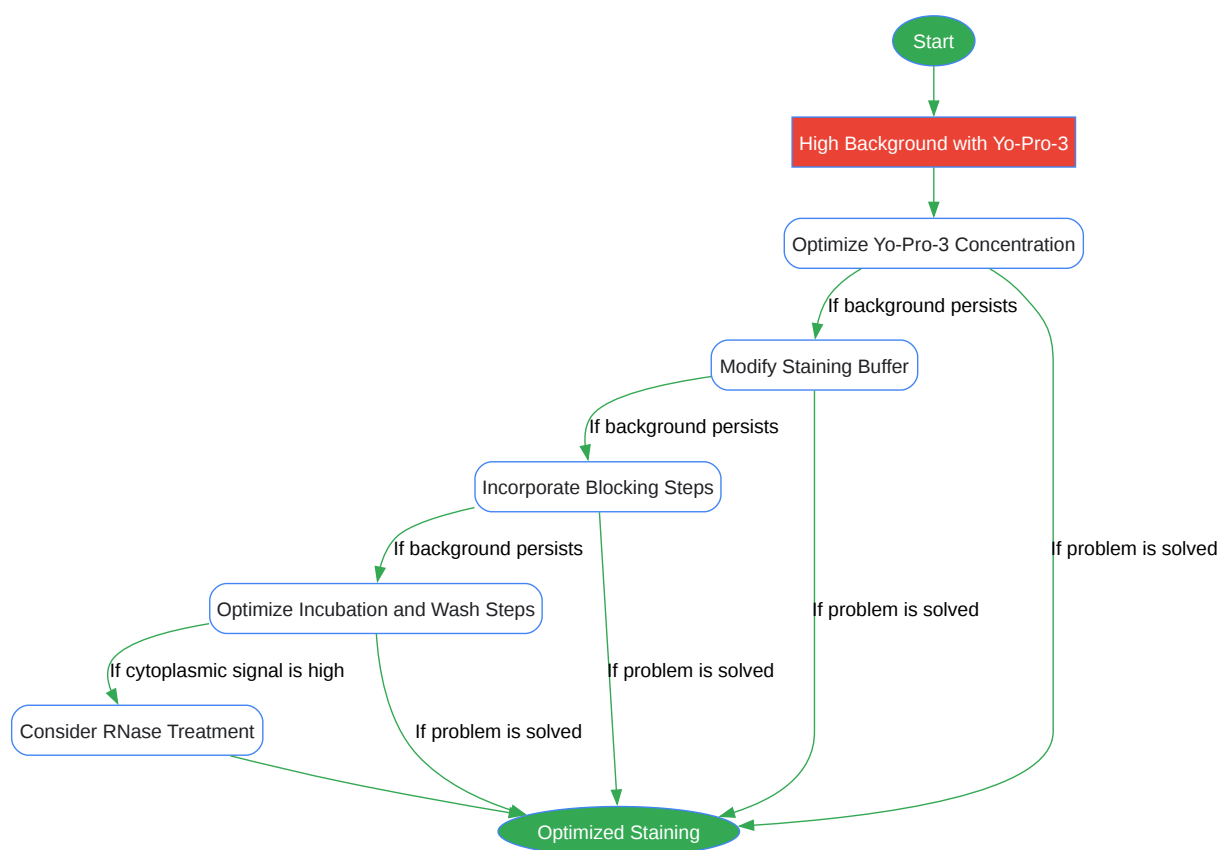 Start
High Background with Yo-Pro-3
Optimize Yo-Pro-3 Concentration
If background persists
Modify Staining Buffer
If background persists
Incorporate Blocking Steps
If background persists
If problem is solved
Optimize Incubation and Wash Steps
If problem is solved
If cytoplasmic signal is high
If problem is solved
Consider RNase Treatment
If problem is solved
Optimized Staining